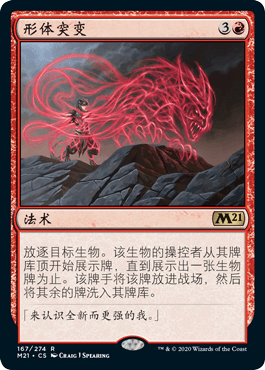 形体突变 3
法术 M21
放逐目标生物。该生物的操控者从其牌
库顶开始展示牌，直到展示出一张生物
牌为止。该牌手将该牌放进战场，然后
将其余的牌洗入其牌库。
「来认识全新而更强的我。」
167/274 R
M21 • CS CRAIG J SPEARING
™ & © 2020 Wizards of the Coast